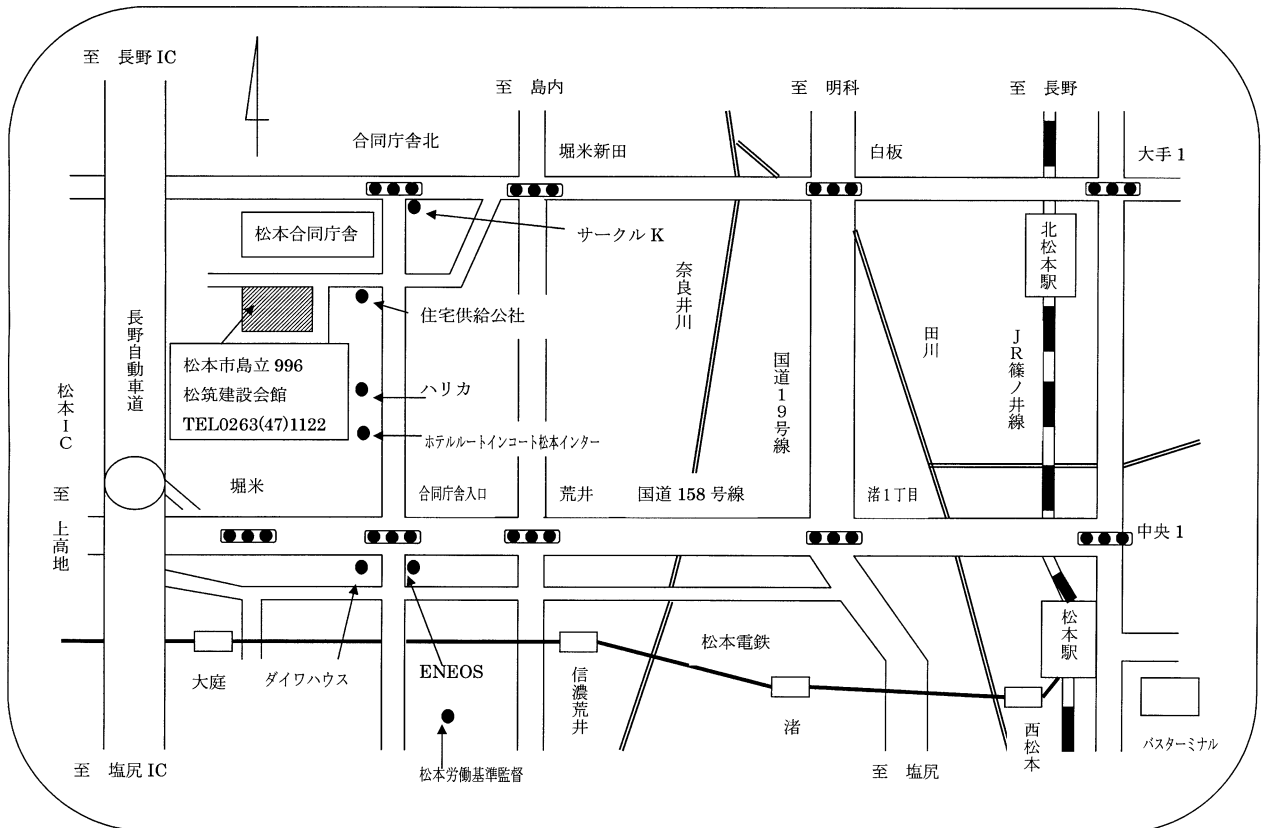 至 長野 IC
至 島内
至 明科
至 長野
合同庁舎北
堀米新田
白板
大手 1
松本合同庁舎
サークル K
北松本駅
奈良井川
住宅供給公社
長野自動車道
松本市島立 996
松筑建設会館
TEL0263(47)1122
国道19号線
田川
JR篠ノ井線
松本IC
ハリカ
ホテルルートインコート松本インター
至 上高地
堀米
合同庁舎入口
荒井
国道 158 号線
渚1丁目
中央 1
松本電鉄
松本駅
大庭
ダイワハウス
ENEOS
信濃荒井
渚
西松本
バスターミナル
至 塩尻 IC
松本労働基準監督
至 塩尻